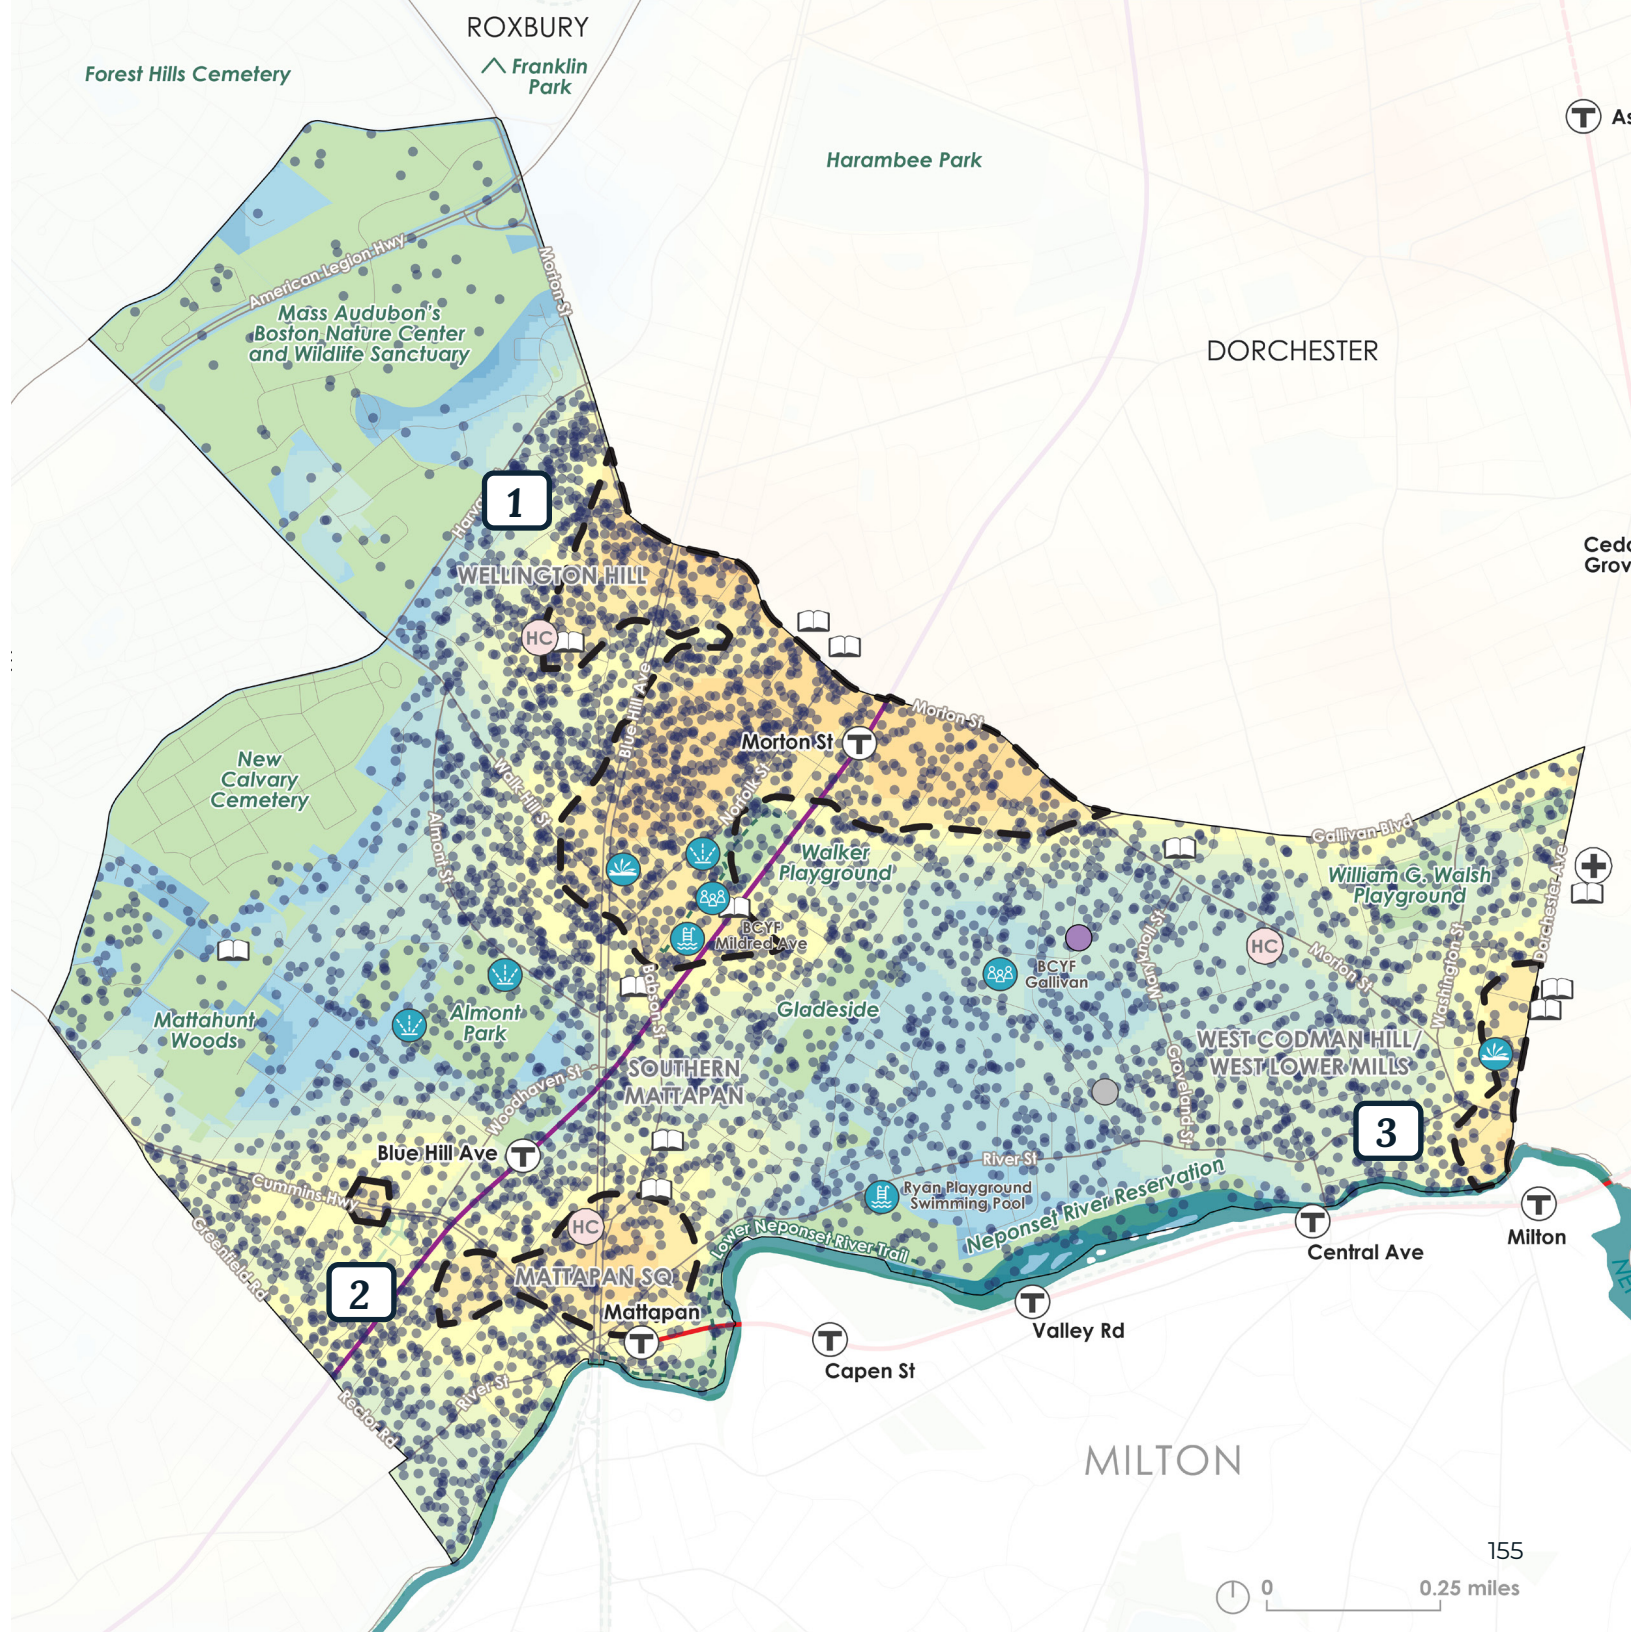 ROXBURY
Franklin
Park
Forest Hills Cemetery
T
As
Harambee Park
American Legion Hwy
Morton St
Mass Audubon's
Boston Nature Center
and Wildlife Sanctuary
DORCHESTER
1
Harva
Ceda
Grov
WELLINGTON HILL
HC
Blue Hill Ave
Morton St
Morton St
T
New
Calvary
Cemetery
Walk Hill St
Norfolk St
Almont St
Gallivan Blvd
Walker
Playground
William G. Walsh
Playground
Dorchester Ave
BCYF
Mildred Ave
HC
BCYF
Gallivan
Knoll St
Morton St
Washington St
Mattahunt
Woods
Almont
Park
Babson St
Gladeside
WEST CODMAN HILL/
WEST LOWER MILLS
SOUTHERN
MATTAPAN
Woodhaven St
Groveland St
3
Blue Hill Ave
T
River St
Cummins Hwy
Ryan Playground
Swimming Pool
Neponset River Reservation
HC
Lower Neponset River Trail
T
Milton
T
Central Ave
Greenfield Rd
2
MATTAPAN SQ
Mattapan
T
T
Valley Rd
T
Capen St
NE
River St
Rector Rd
MILTON
155
0
0.25 miles